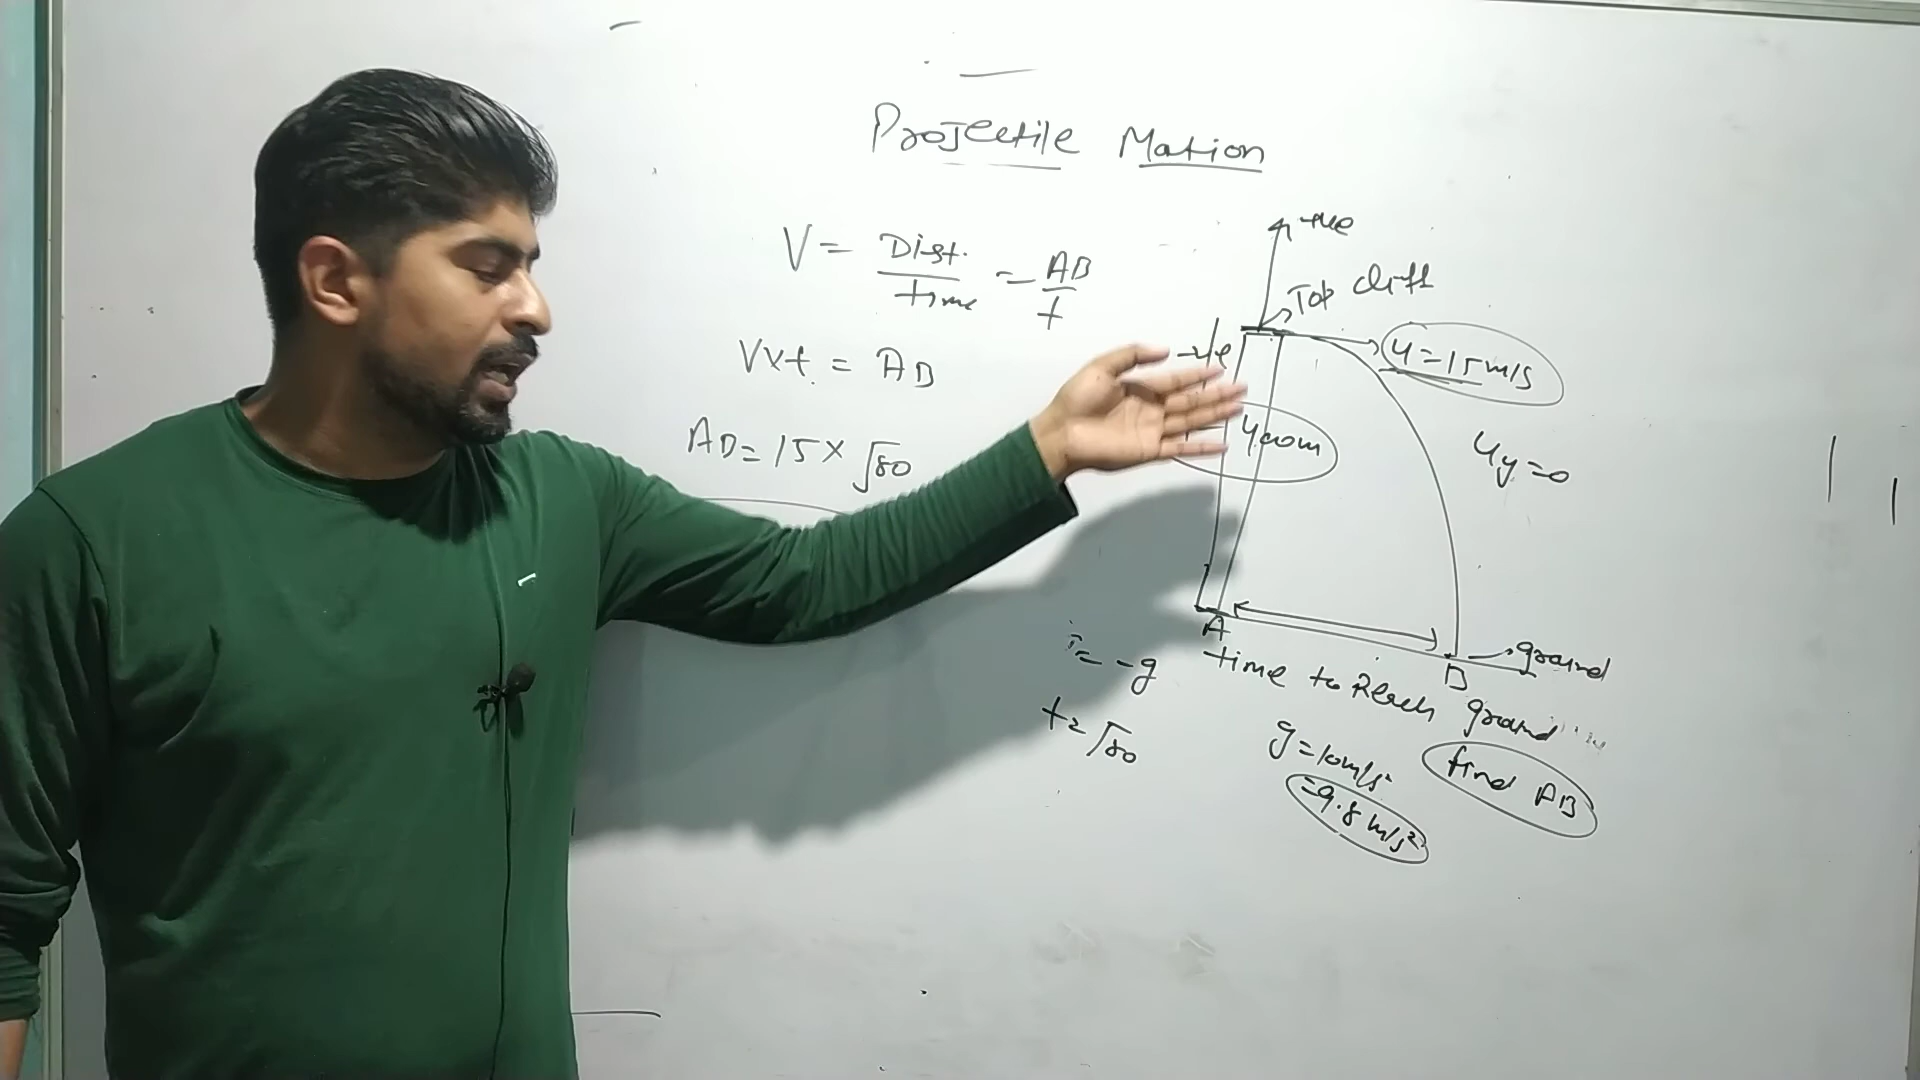 Projectile Motion
V = Dist. / time = AB / t
V×t = AB
AB = 15 × √80
+ve
Top cliff
-ve
u = 15 m/s
400m
uy = 0
A
B
ground
time to Reach ground
= -g
t = √80
g = 10 m/s²
= 9.8 m/s²
find AB